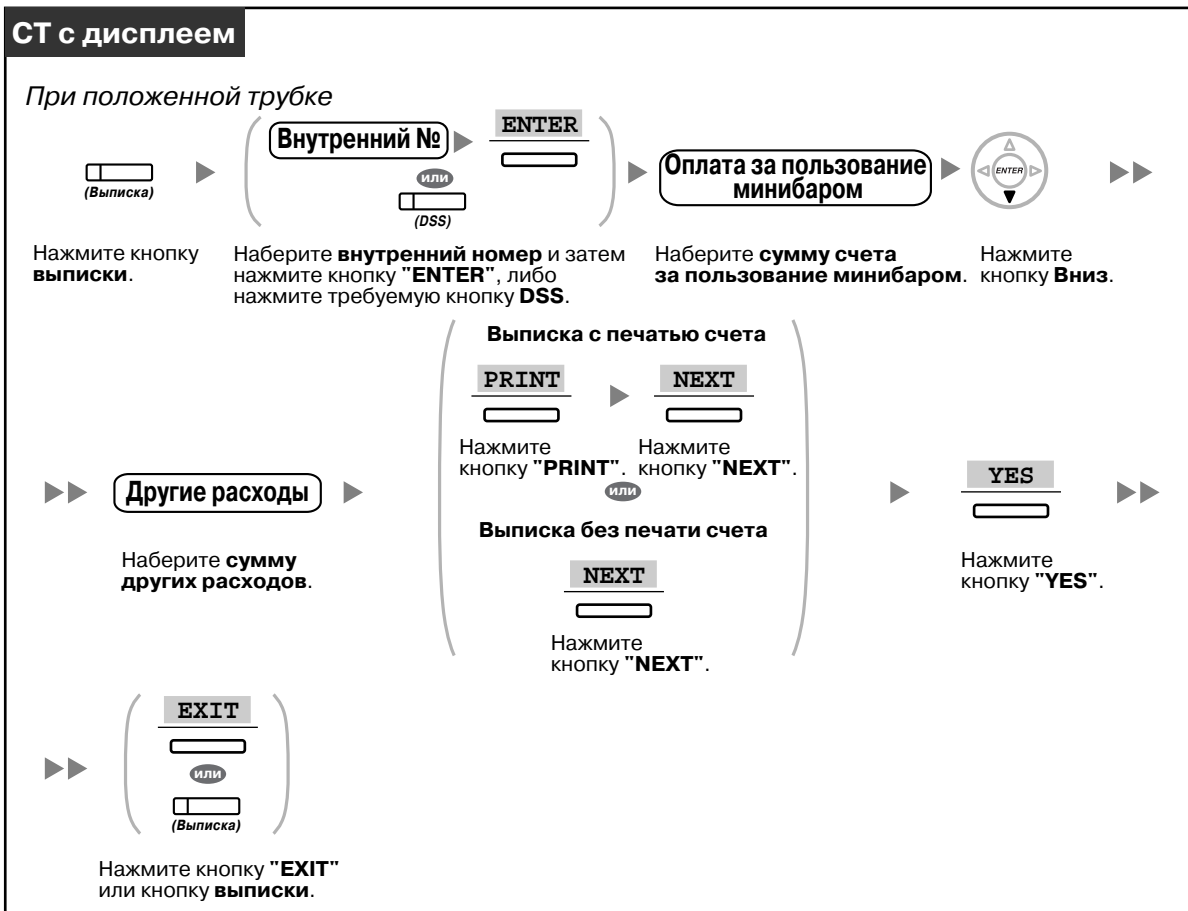 СТ с дисплеем
При положенной трубке
(Выписка)
Нажмите кнопку
выписки.
Внутренний №
ENTER
или
(DSS)
Наберите внутренний номер и затем
нажмите кнопку "ENTER", либо
нажмите требуемую кнопку DSS.
Оплата за пользование
минибаром
Наберите сумму счета
за пользование минибаром.
ENTER
Нажмите
кнопку Вниз.
Другие расходы
Наберите сумму
других расходов.
Выписка с печатью счета
PRINT
Нажмите
кнопку "PRINT".
NEXT
Нажмите
кнопку "NEXT".
или
Выписка без печати счета
NEXT
Нажмите
кнопку "NEXT".
YES
Нажмите
кнопку "YES".
EXIT
или
(Выписка)
Нажмите кнопку "EXIT"
или кнопку выписки.